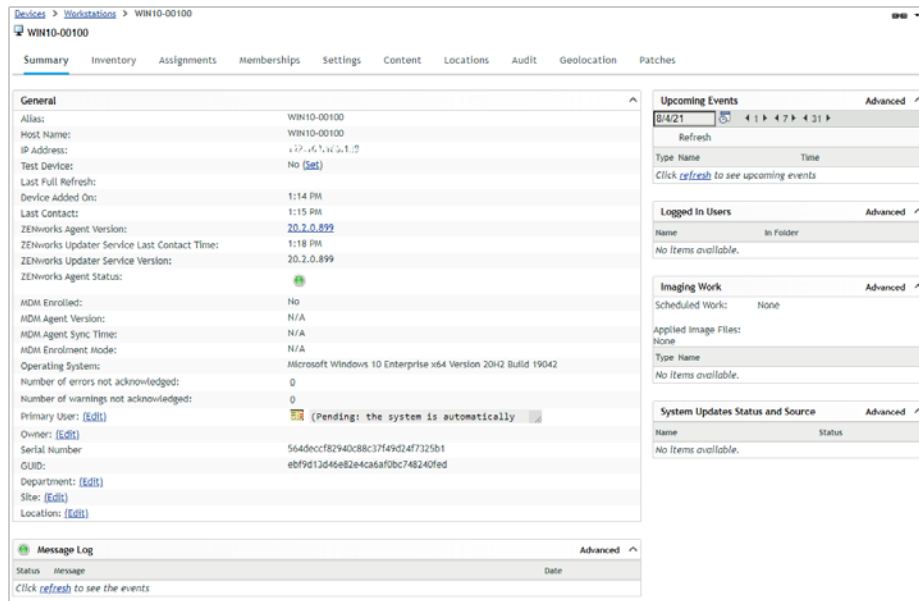 Devices > Workstations > WIN10-00100
WIN10-00100
Summary Inventory Assignments Memberships Settings Content Locations Audit Geolocation Patches
General
Alias: WIN10-00100
Host Name: WIN10-00100
IP Address:
Test Device: No (Set)
Last Full Refresh:
Device Added On: 1:14 PM
Last Contact: 1:15 PM
ZENworks Agent Version: 20.2.0.899
ZENworks Updater Service Last Contact Time: 1:18 PM
ZENworks Updater Service Version: 20.2.0.899
ZENworks Agent Status:
MDM Enrolled: No
MDM Agent Version: N/A
MDM Agent Sync Time: N/A
MDM Enrolment Mode: N/A
Operating System: Microsoft Windows 10 Enterprise x64 Version 20H2 Build 19042
Number of errors not acknowledged: 0
Number of warnings not acknowledged: 0
Primary User: (Edit) (Pending: the system is automatically
Owner: (Edit)
Serial Number 564deccf82940c88c37f49d24f7325b1
GUID: ebf9d13d46e82e4ca6af0bc748240fed
Department: (Edit)
Site: (Edit)
Location: (Edit)
Message Log Advanced
Status Message Date
Click refresh to see the events
Upcoming Events Advanced
8/4/21 1 7 31
Refresh
Type Name Time
Click refresh to see upcoming events
Logged In Users Advanced
Name In Folder
No items available.
Imaging Work Advanced
Scheduled Work: None
Applied Image Files:
None
Type Name
No items available.
System Updates Status and Source Advanced
Name Status
No items available.